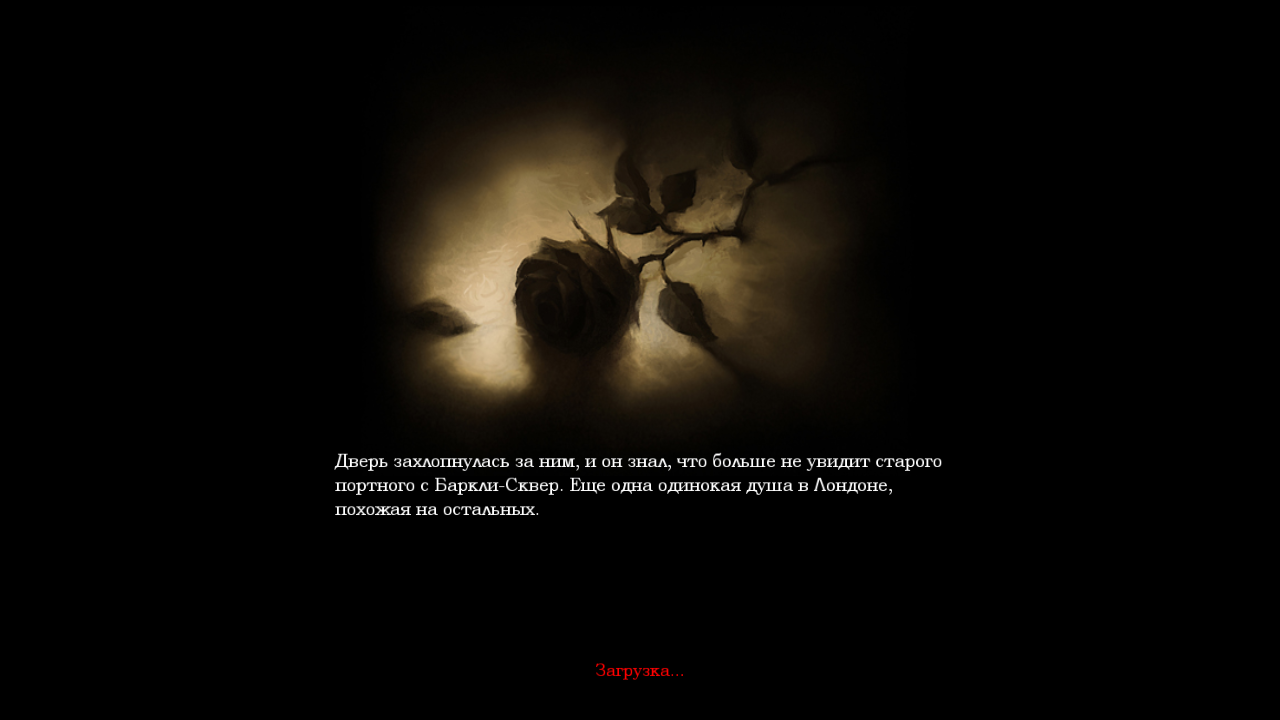 Дверь захлопнулась за ним, и он знал, что больше не увидит старого
портного с Баркли-Сквер. Еще одна одинокая душа в Лондоне,
похожая на остальных.
Загрузка...